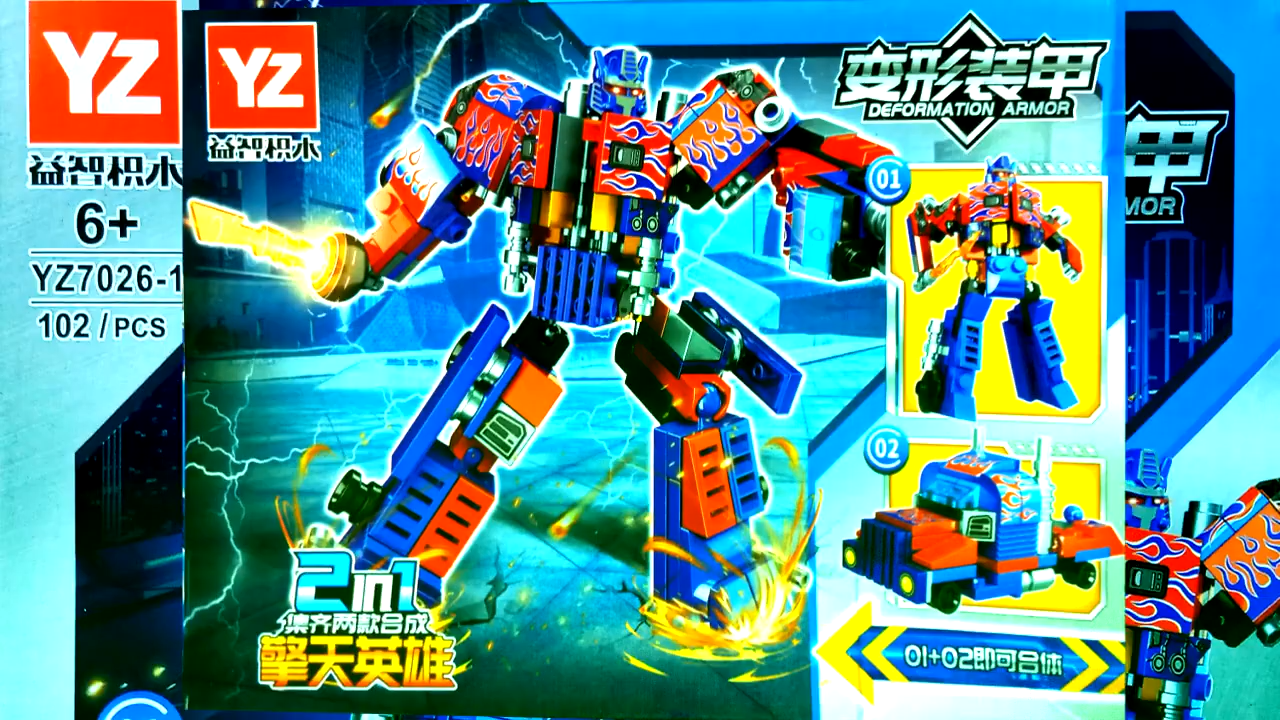 YZ
益智积木
6+
YZ7026-1
102 / PCS
YZ
益智积木
变形装甲
DEFORMATION ARMOR
01
02
2in1
集齐两款合成
擎天英雄
01+02即可合体
甲
MOR